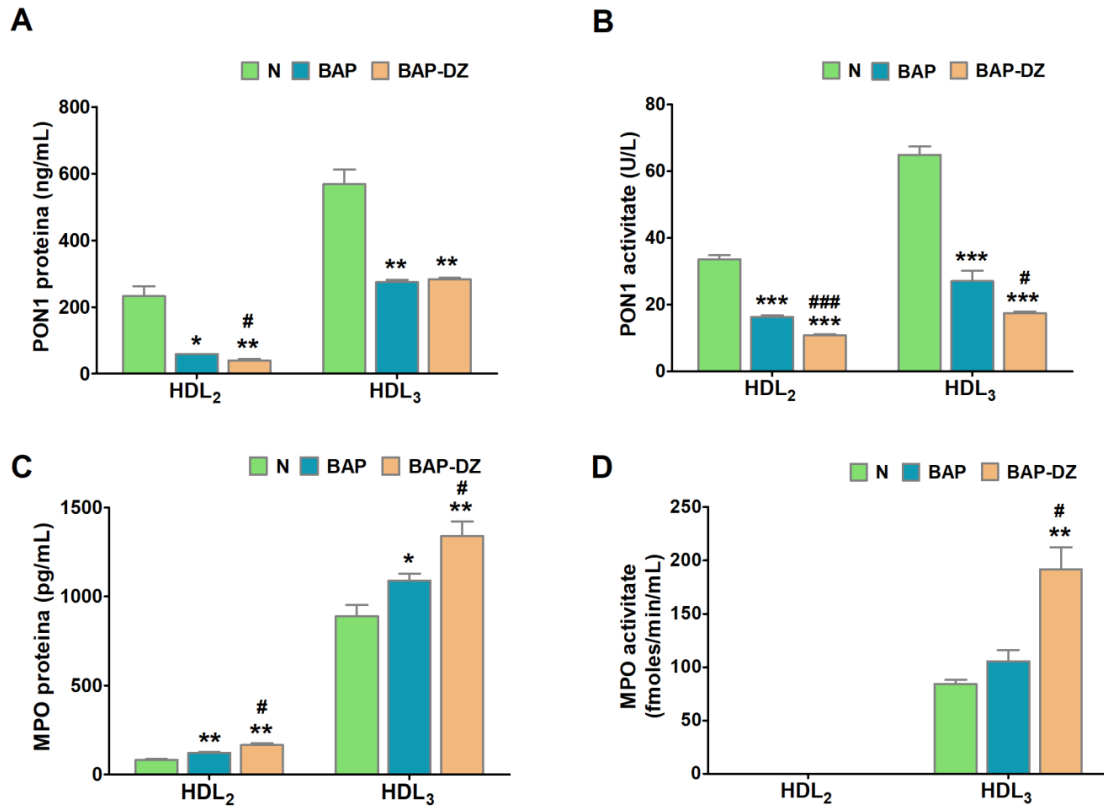 A
N BAP BAP-DZ
PON1 proteina (ng/mL)
800
600
400
200
0
*
#
**
**
**
HDL₂ HDL₃
B
N BAP BAP-DZ
PON1 activitate (U/L)
80
60
40
20
0
***
###
***
***
#
***
HDL₂ HDL₃
C
N BAP BAP-DZ
MPO proteina (pg/mL)
1500
1000
500
0
**
#
**
*
#
**
HDL₂ HDL₃
D
N BAP BAP-DZ
MPO activitate
(fmoles/min/mL)
250
200
150
100
50
0
#
**
HDL₂ HDL₃